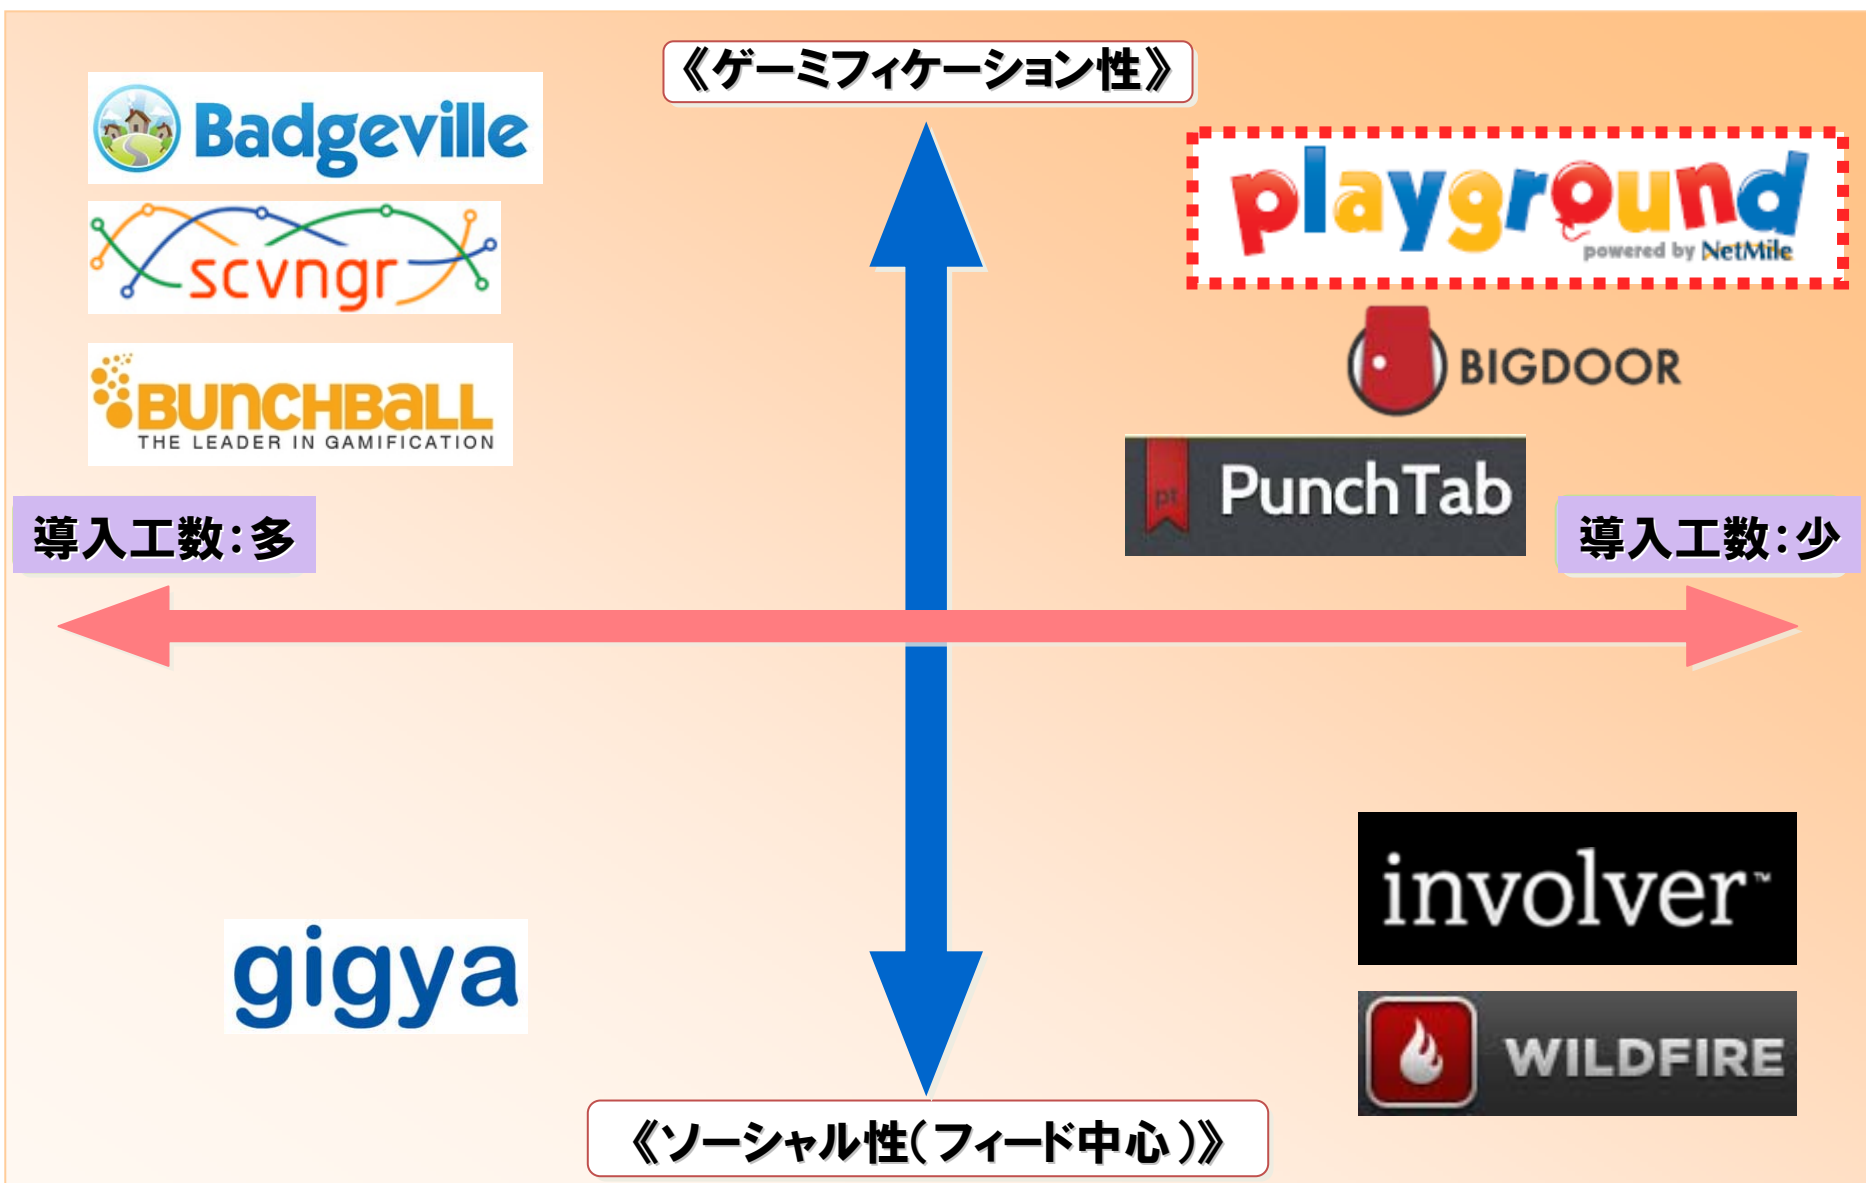 《ゲーミフィケーション性》
Badgeville
scvngr
BUNCHBALL
THE LEADER IN GAMIFICATION
playground
powered by NetMile
BIGDOOR
pt
PunchTab
導入工数：多
導入工数：少
involver™
gigya
WILDFIRE
《ソーシャル性（フィード中心）》